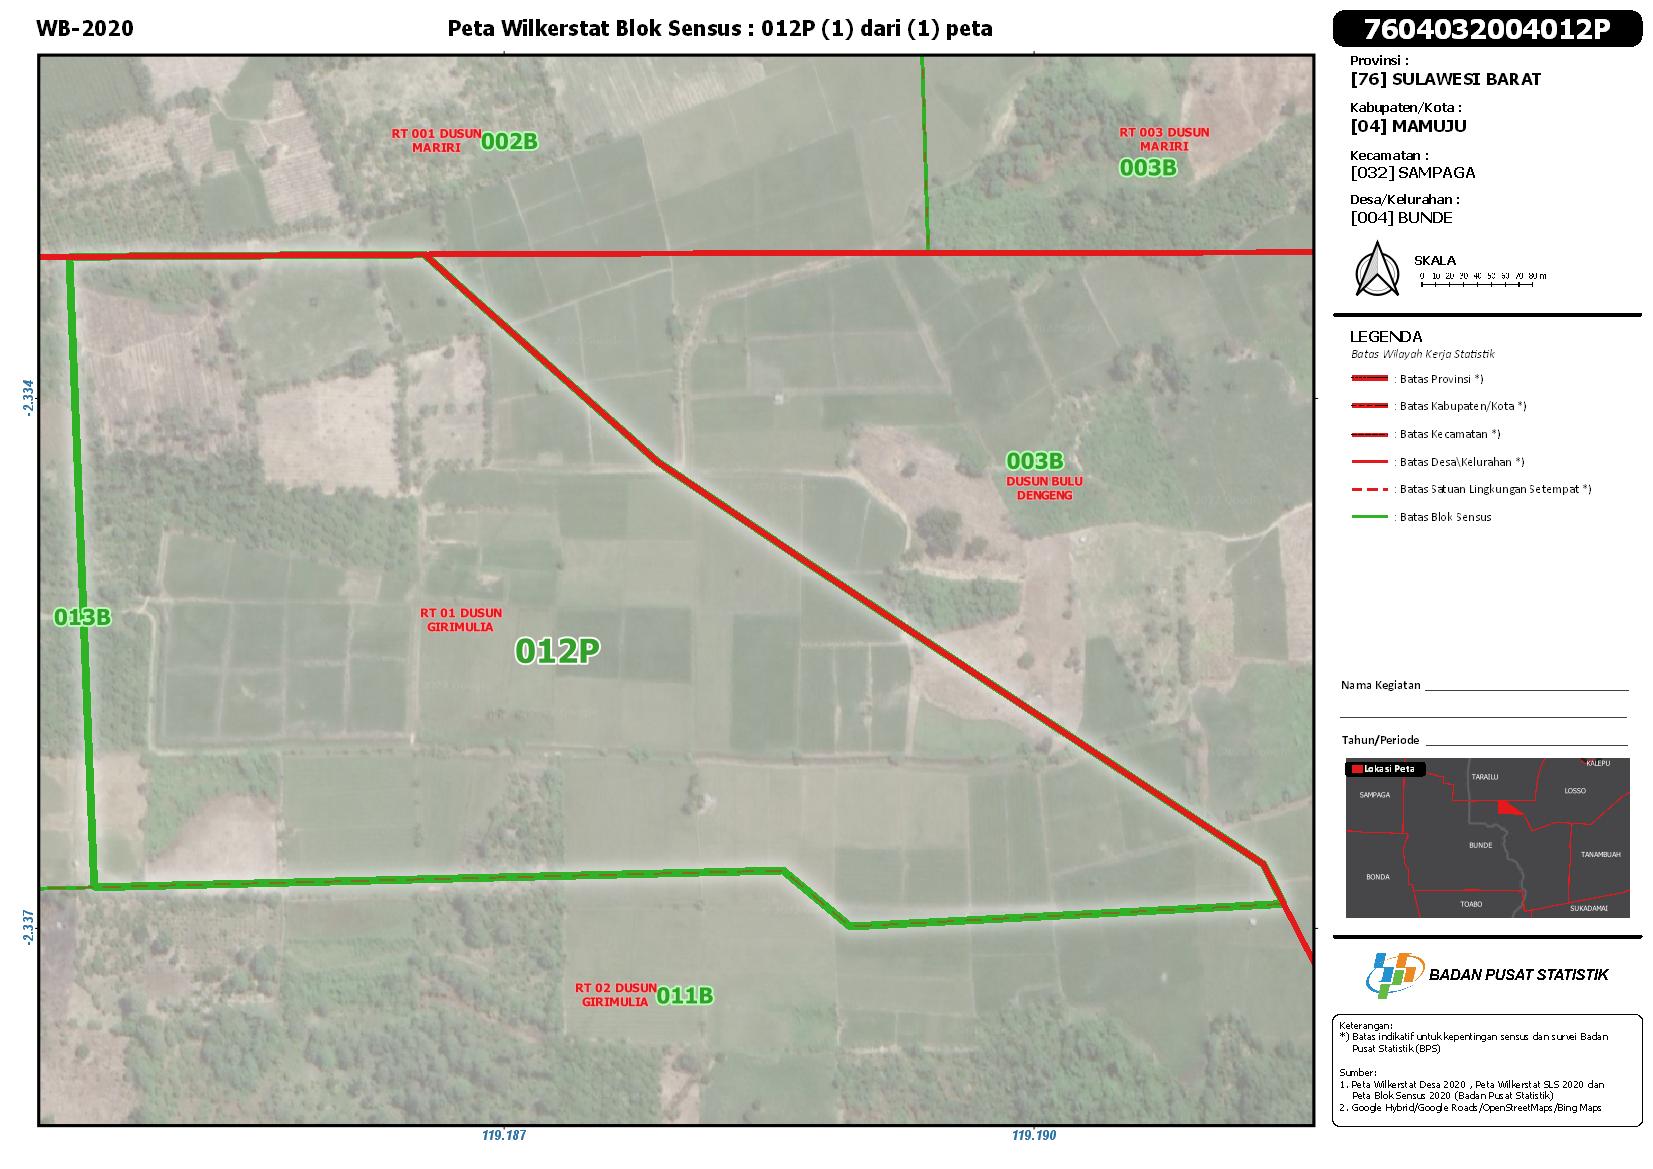 WB-2020
Peta Wilkerstat Blok Sensus : 012P (1) dari (1) peta
7604032004012P
Provinsi :
[76] SULAWESI BARAT
Kabupaten/Kota :
[04] MAMUJU
Kecamatan :
[032] SAMPAGA
Desa/Kelurahan :
[004] BUNDE
SKALA
0 10 20 30 40 50 60 70 80 m
LEGENDA
Batas Wilayah Kerja Statistik
: Batas Provinsi *)
: Batas Kabupaten/Kota *)
: Batas Kecamatan *)
: Batas Desa\Kelurahan *)
: Batas Satuan Lingkungan Setempat *)
: Batas Blok Sensus
RT 001 DUSUN
MARIRI
002B
RT 003 DUSUN
MARIRI
003B
003B
DUSUN BULU
DENGENG
013B
RT 01 DUSUN
GIRIMULIA
012P
RT 02 DUSUN
GIRIMULIA
011B
-2.334
-2.337
119.187
119.190
Nama Kegiatan
Tahun/Periode
Lokasi Peta
KALEPU
TARAILU
SAMPAGA
LOSSO
BUNDE
TANAMBUAH
BONDA
TOABO
SUKADAMAI
BADAN PUSAT STATISTIK
Keterangan:
*) Batas indikatif untuk kepentingan sensus dan survei Badan
Pusat Statistik (BPS)
Sumber:
1. Peta Wilkerstat Desa 2020 , Peta Wilkerstat SLS 2020 dan
Peta Blok Sensus 2020 (Badan Pusat Statistik)
2. Google Hybrid/Google Roads/OpenStreetMaps/Bing Maps